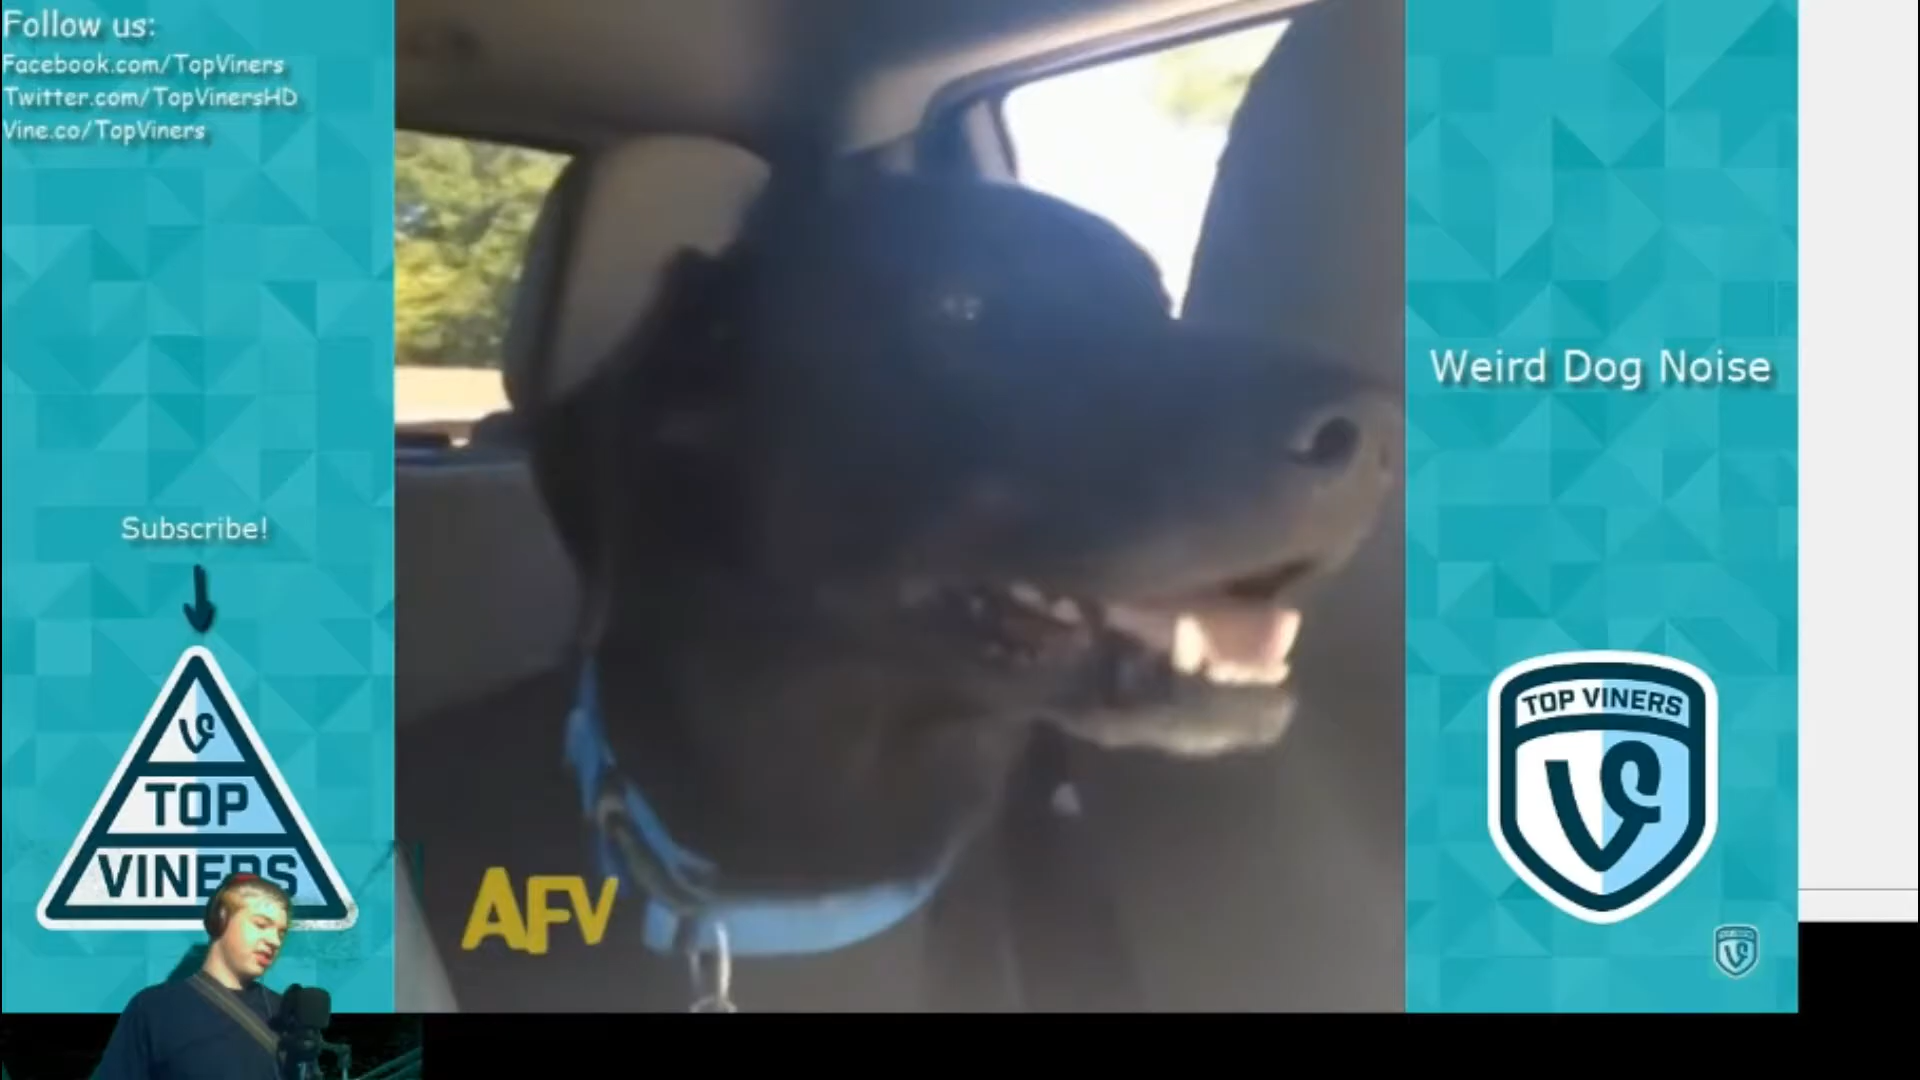 Follow us:
Facebook.com/TopViners
Twitter.com/TopVinersHD
Vine.co/TopViners
Subscribe!
TOP
VINERS
AFV
Weird Dog Noise
TOP VINERS